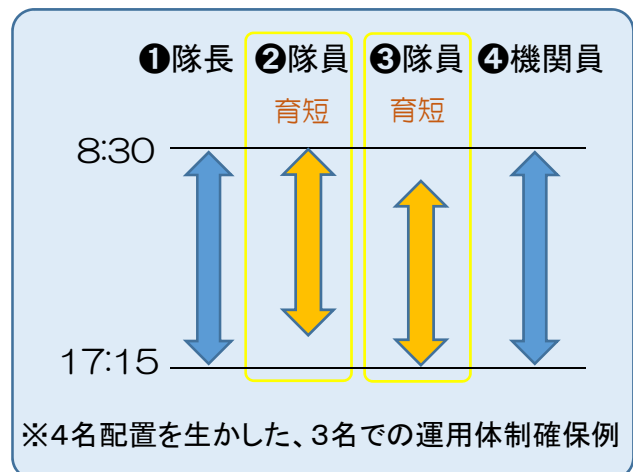 ❶隊長 ❷隊員 ❸隊員 ❹機関員
育短 育短
8:30
17:15
※4名配置を生かした、3名での運用体制確保例